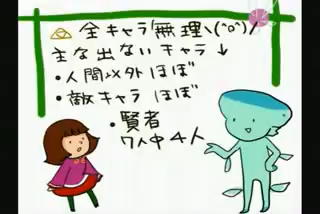 全キャラ無理\(^o^)/
主な出ないキャラ↓
・人間以外ほぼ
・敵キャラ ほぼ
・賢者
7人中4人